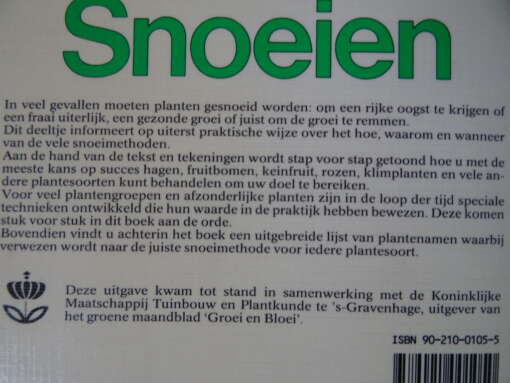 Snoeien
In veel gevallen moeten planten gesnoeid worden: om een rijke oogst te krijgen of
een fraai uiterlijk, een gezonde groei of juist om de groei te remmen.
Dit deeltje informeert op uiterst praktische wijze over het hoe, waarom en wanneer
van de vele snoeimethoden.
Aan de hand van de tekst en tekeningen wordt stap voor stap getoond hoe u met de
meeste kans op succes hagen, fruitbomen, keinfruit, rozen, klimplanten en vele an-
dere plantesoorten kunt behandelen om uw doel te bereiken.
Voor veel plantengroepen en afzonderlijke planten zijn in de loop der tijd speciale
technieken ontwikkeld die hun waarde in de praktijk hebben bewezen. Deze komen
stuk voor stuk in dit boek aan de orde.
Bovendien vindt u achterin het boek een uitgebreide lijst van plantenamen waarbij
verwezen wordt naar de juiste snoeimethode voor iedere plantesoort.
Deze uitgave kwam tot stand in samenwerking met de Koninklijke
Maatschappij Tuinbouw en Plantkunde te 's-Gravenhage, uitgever van
het groene maandblad 'Groei en Bloei'.
ISBN 90-210-0105-5